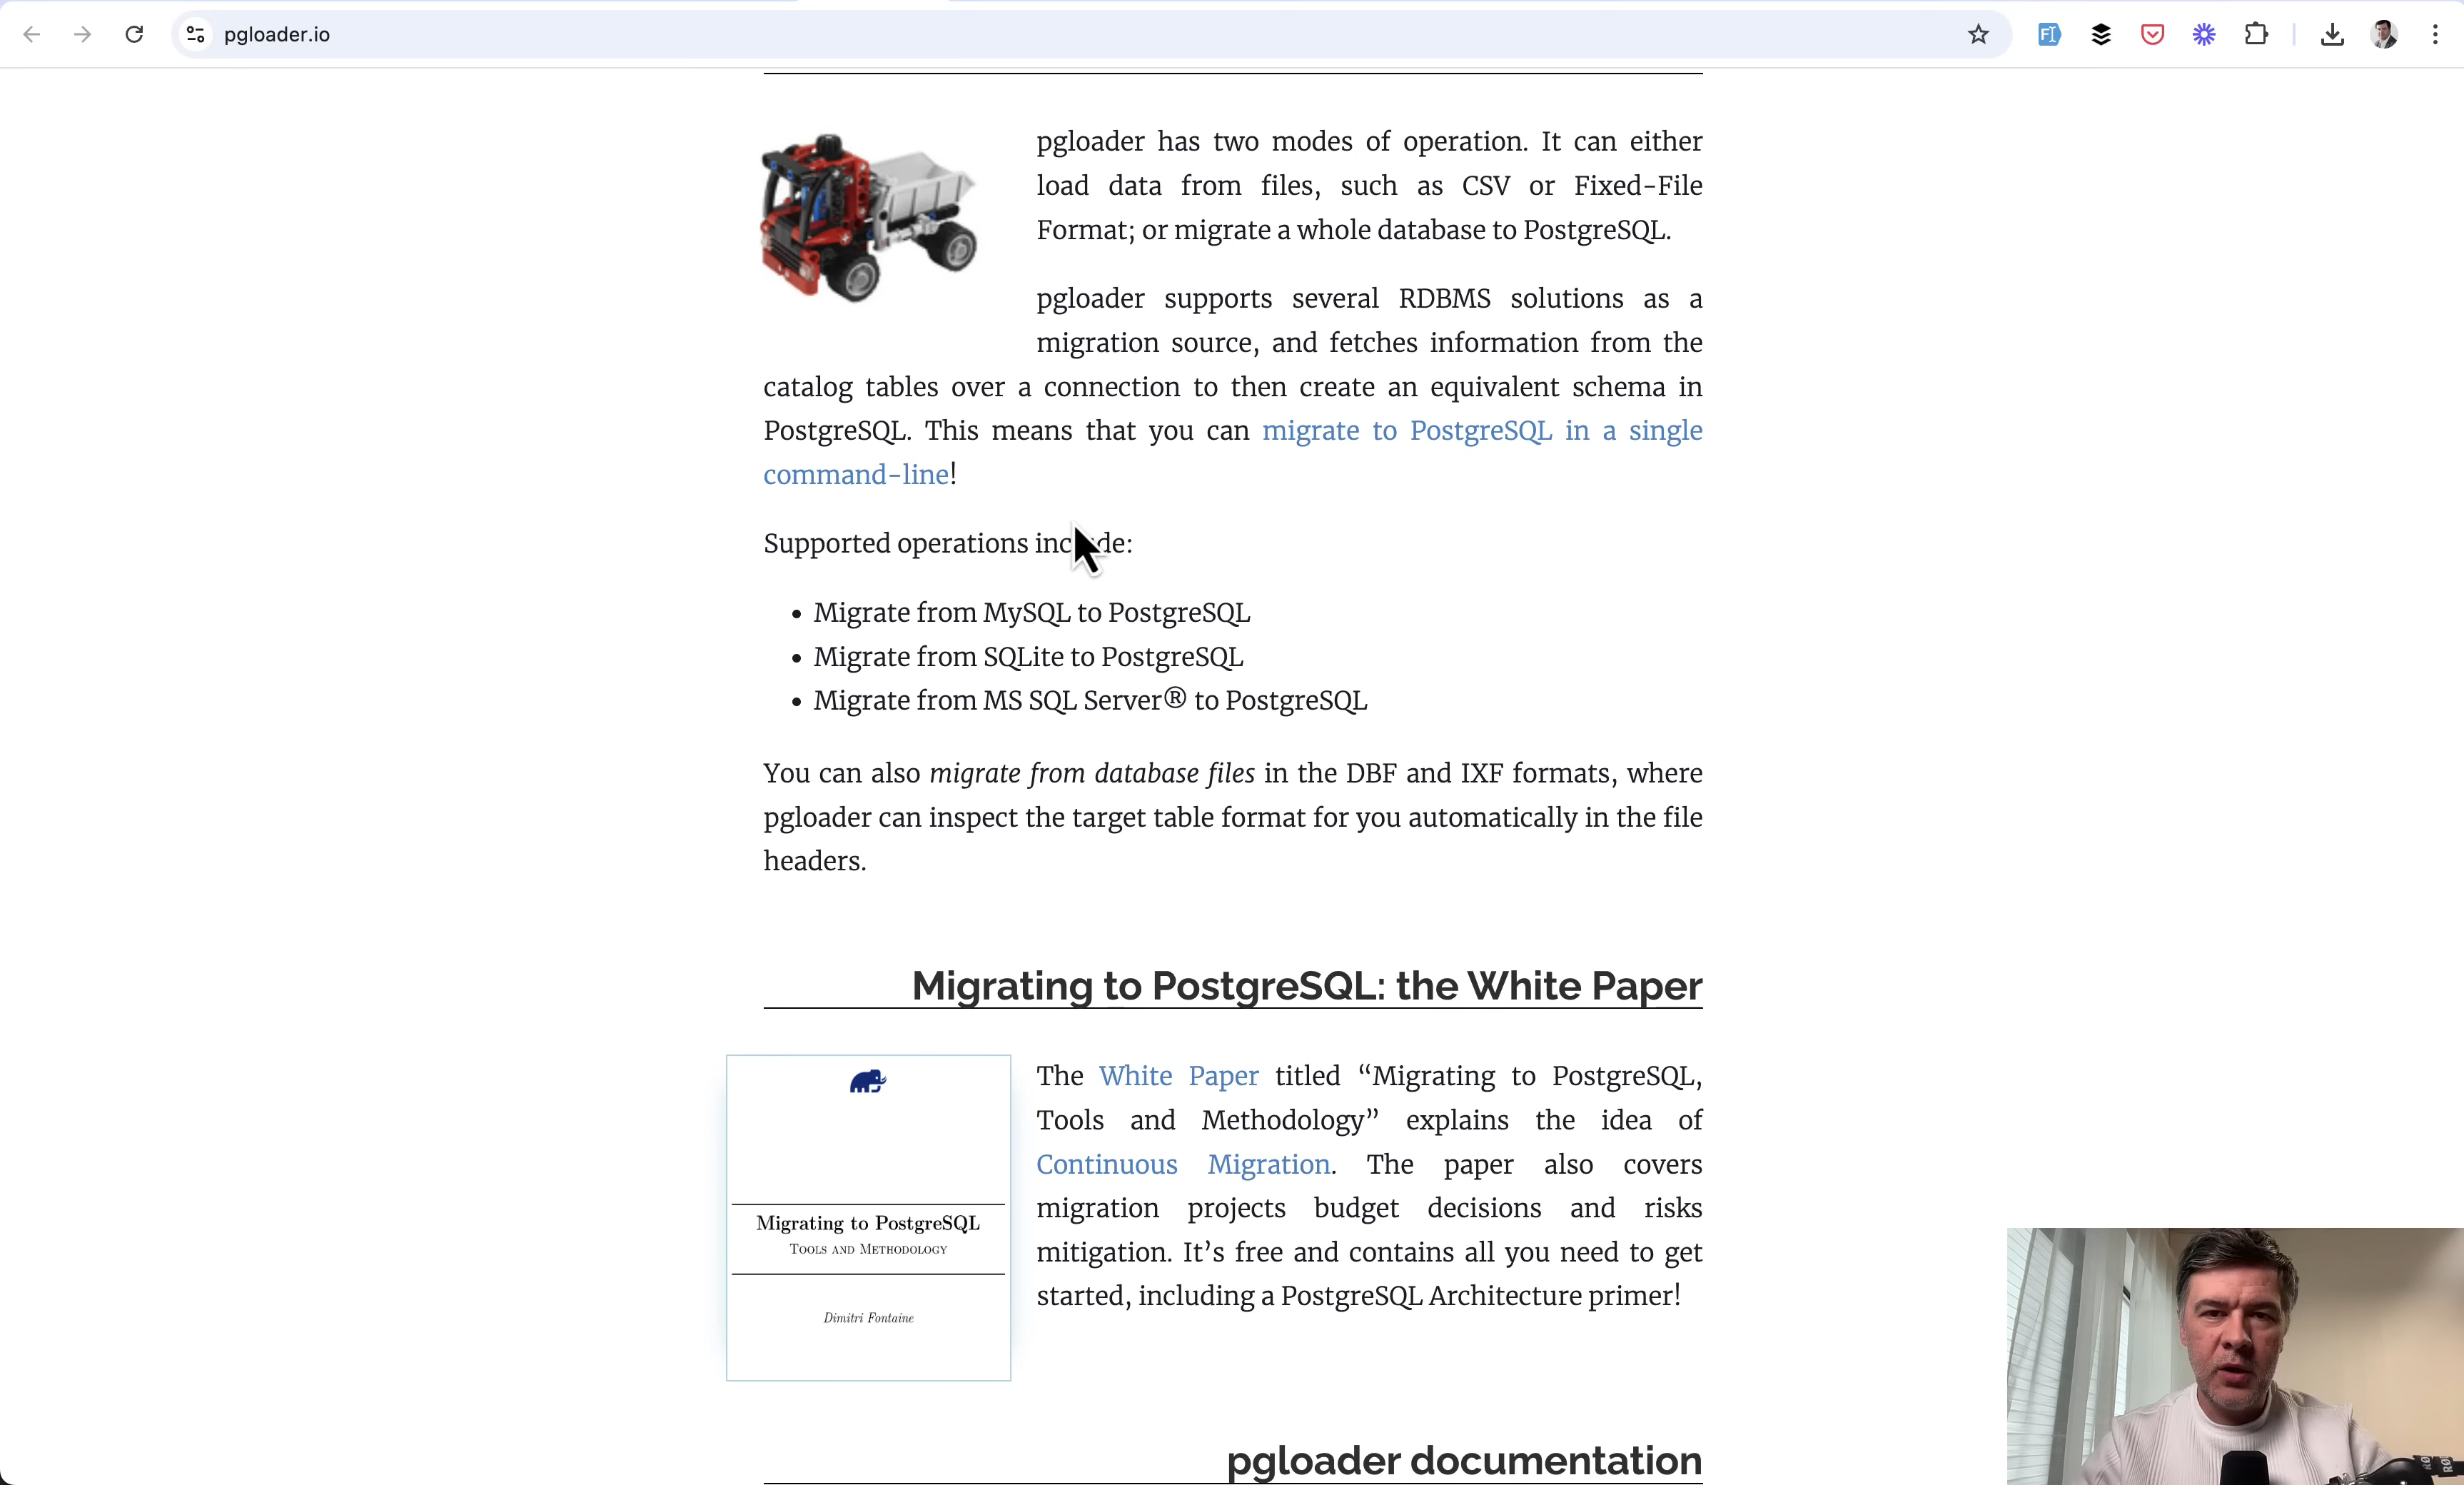 pgloader.io
pgloader has two modes of operation. It can either
load data from files, such as CSV or Fixed-File
Format; or migrate a whole database to PostgreSQL.
pgloader supports several RDBMS solutions as a
migration source, and fetches information from the
catalog tables over a connection to then create an equivalent schema in
PostgreSQL. This means that you can migrate to PostgreSQL in a single
command-line!
Supported operations include:
• Migrate from MySQL to PostgreSQL
• Migrate from SQLite to PostgreSQL
• Migrate from MS SQL Server® to PostgreSQL
You can also migrate from database files in the DBF and IXF formats, where
pgloader can inspect the target table format for you automatically in the file
headers.
Migrating to PostgreSQL: the White Paper
Migrating to PostgreSQL
Tools and Methodology
Dimitri Fontaine
The White Paper titled “Migrating to PostgreSQL,
Tools and Methodology” explains the idea of
Continuous Migration. The paper also covers
migration projects budget decisions and risks
mitigation. It’s free and contains all you need to get
started, including a PostgreSQL Architecture primer!
pgloader documentation